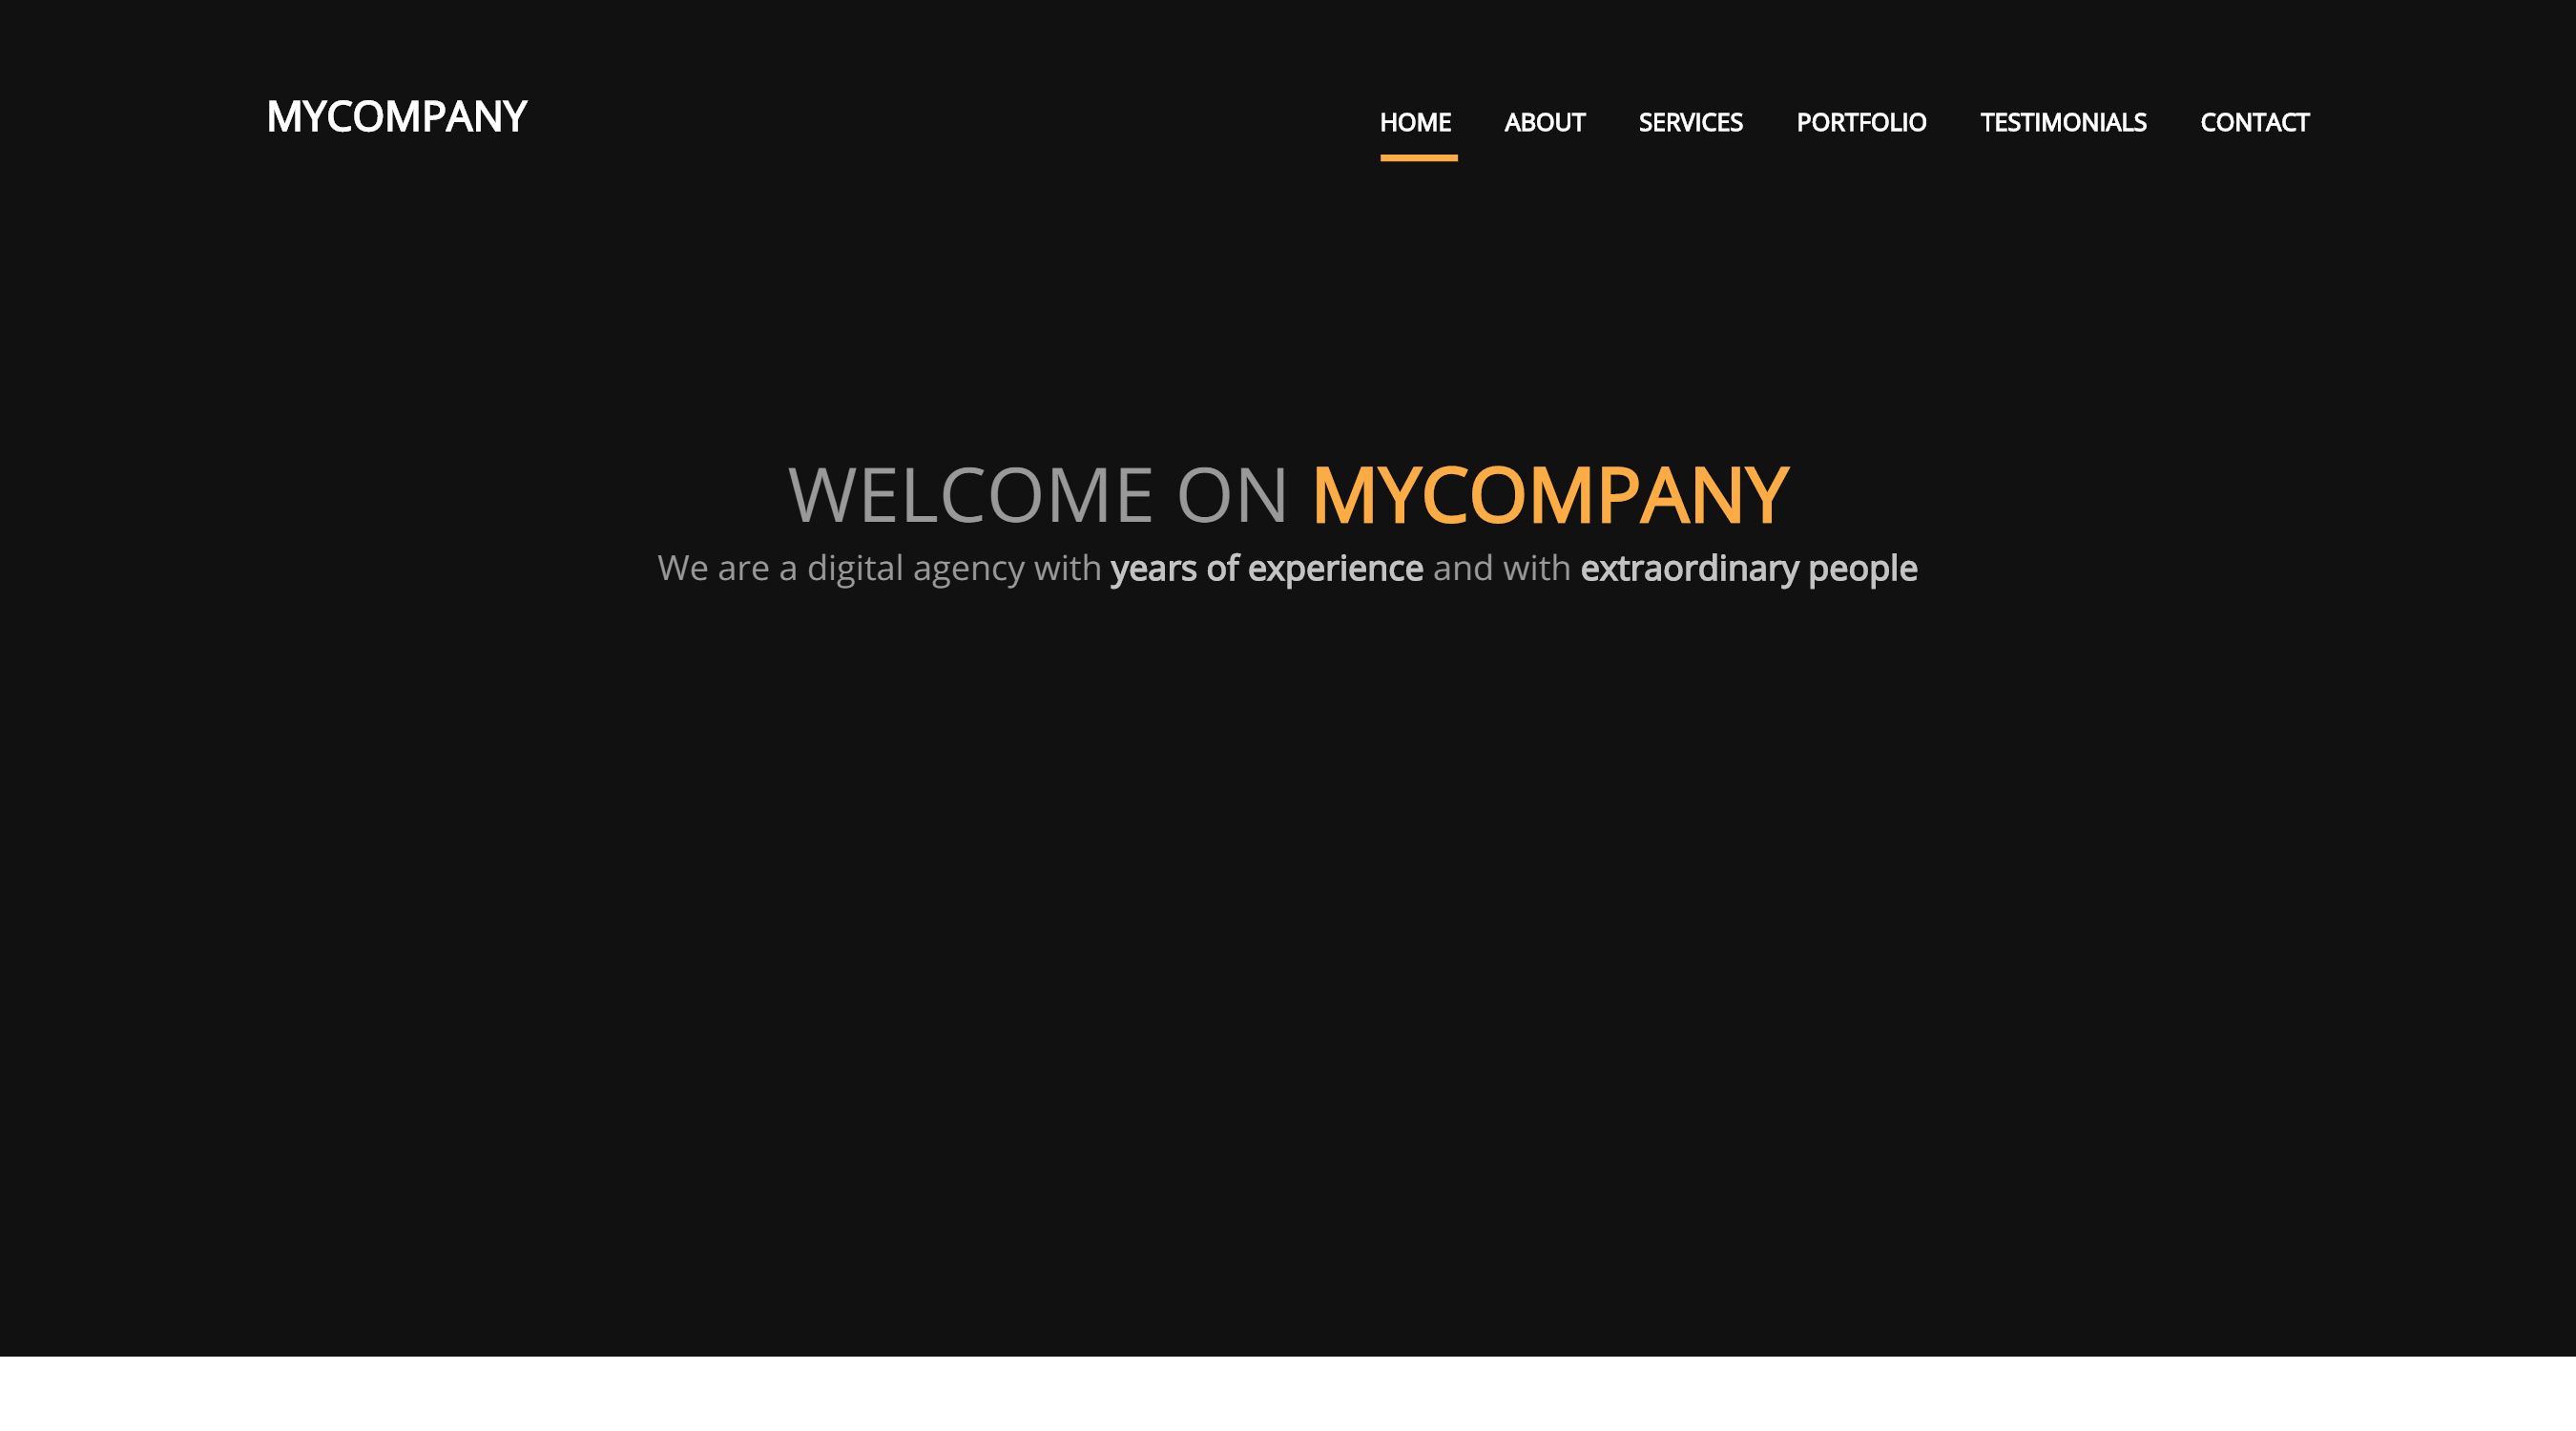 MYCOMPANY
HOME ABOUT SERVICES PORTFOLIO TESTIMONIALS CONTACT
WELCOME ON MYCOMPANY
We are a digital agency with years of experience and with extraordinary people